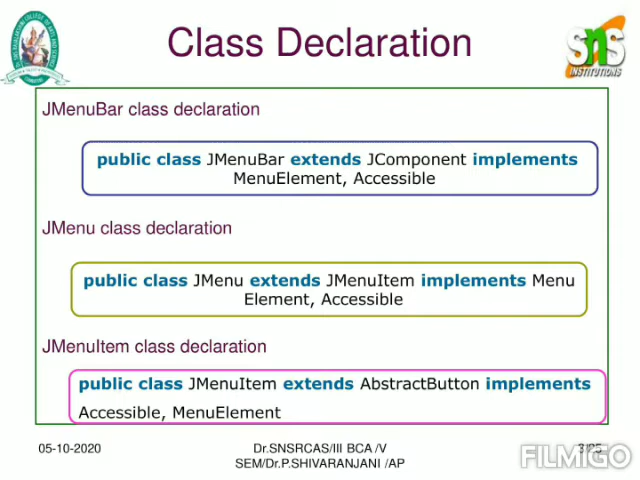 Class Declaration
SNS
INSTITUTIONS
JMenuBar class declaration
public class JMenuBar extends JComponent implements
MenuElement, Accessible
JMenu class declaration
public class JMenu extends JMenuItem implements Menu
Element, Accessible
JMenuItem class declaration
public class JMenuItem extends AbstractButton implements
Accessible, MenuElement
05-10-2020
Dr.SNSRCAS/III BCA /V
SEM/Dr.P.SHIVARANJANI /AP
FILMIGO